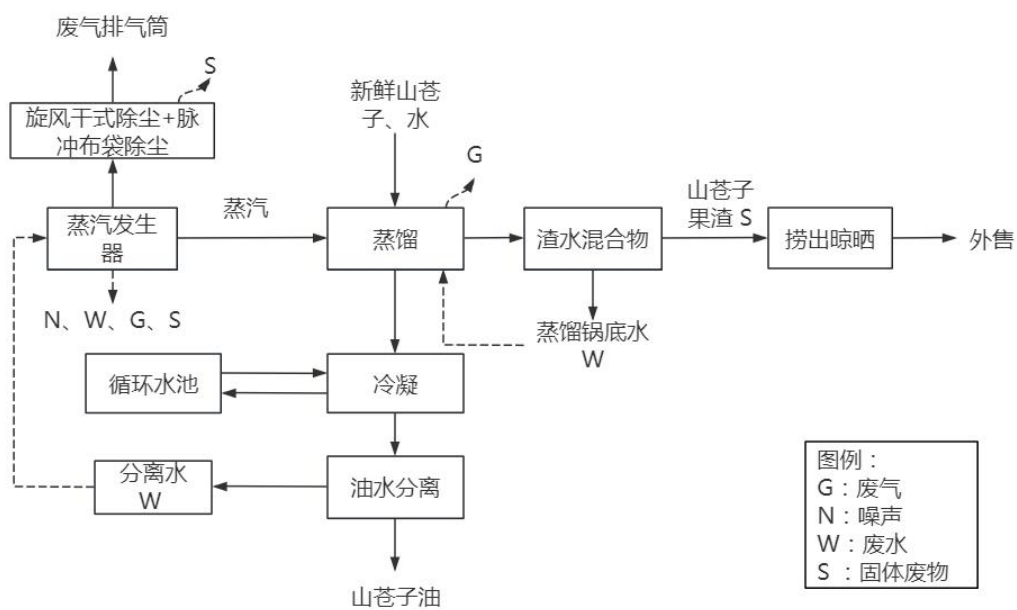 废气排气筒
S
旋风干式除尘+脉
冲布袋除尘
新鲜山苍
子、水
G
蒸汽发生
器
蒸汽
蒸馏
渣水混合物
山苍子
果渣 S
捞出晾晒
外售
N、W、G、S
蒸馏锅底水
W
循环水池
冷凝
分离水
W
油水分离
山苍子油
图例：
G：废气
N：噪声
W：废水
S ：固体废物